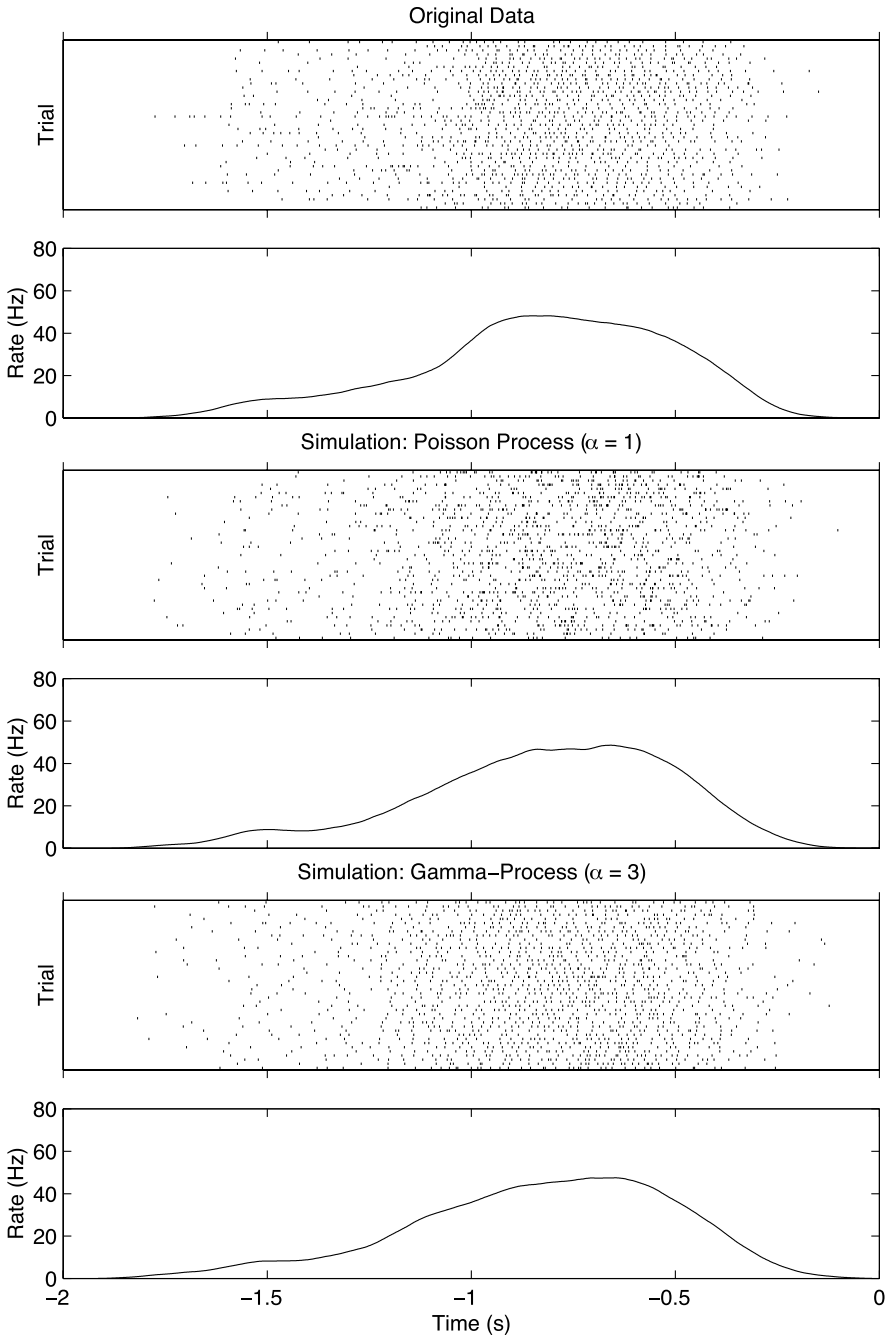 Original Data
Trial
80
60
40
20
0
Rate (Hz)
Simulation: Poisson Process (α = 1)
Trial
80
60
40
20
0
Rate (Hz)
Simulation: Gamma−Process (α = 3)
Trial
80
60
40
20
0
Rate (Hz)
−2 −1.5 −1 −0.5 0
Time (s)